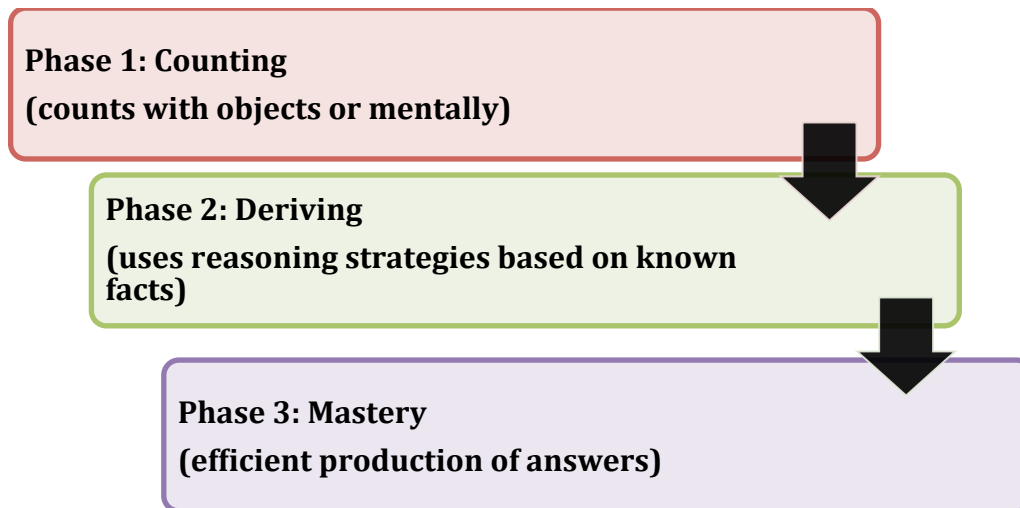 Phase 1: Counting
(counts with objects or mentally)
Phase 2: Deriving
(uses reasoning strategies based on known
facts)
Phase 3: Mastery
(efficient production of answers)